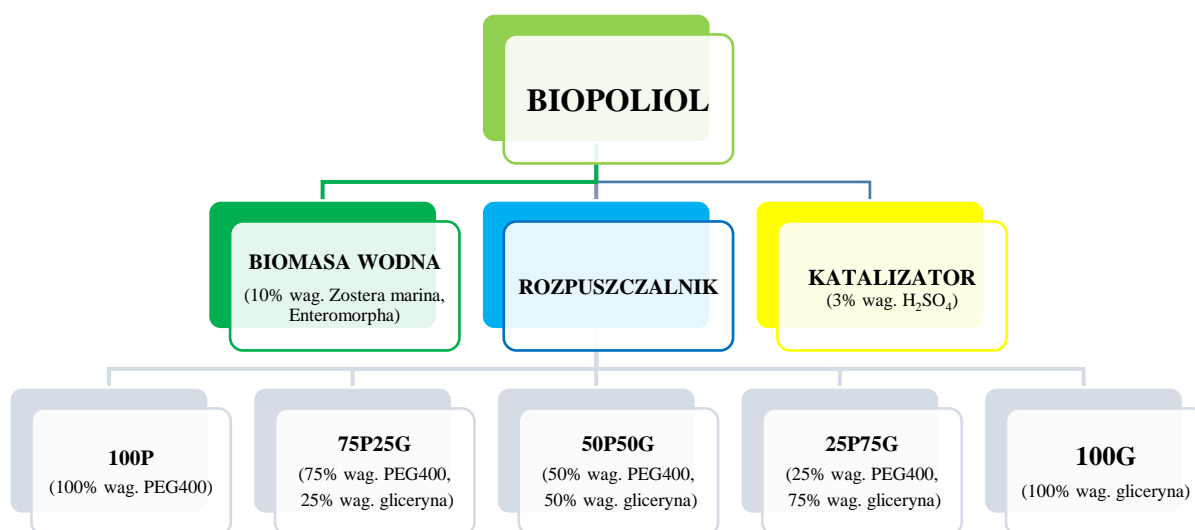 BIOPOLIOL
BIOMASA WODNA
(10% wag. Zostera marina,
Enteromorpha)
ROZPUSZCZALNIK
KATALIZATOR
(3% wag. H₂SO₄)
100P
(100% wag. PEG400)
75P25G
(75% wag. PEG400,
25% wag. gliceryna)
50P50G
(50% wag. PEG400,
50% wag. gliceryna)
25P75G
(25% wag. PEG400,
75% wag. gliceryna)
100G
(100% wag. gliceryna)